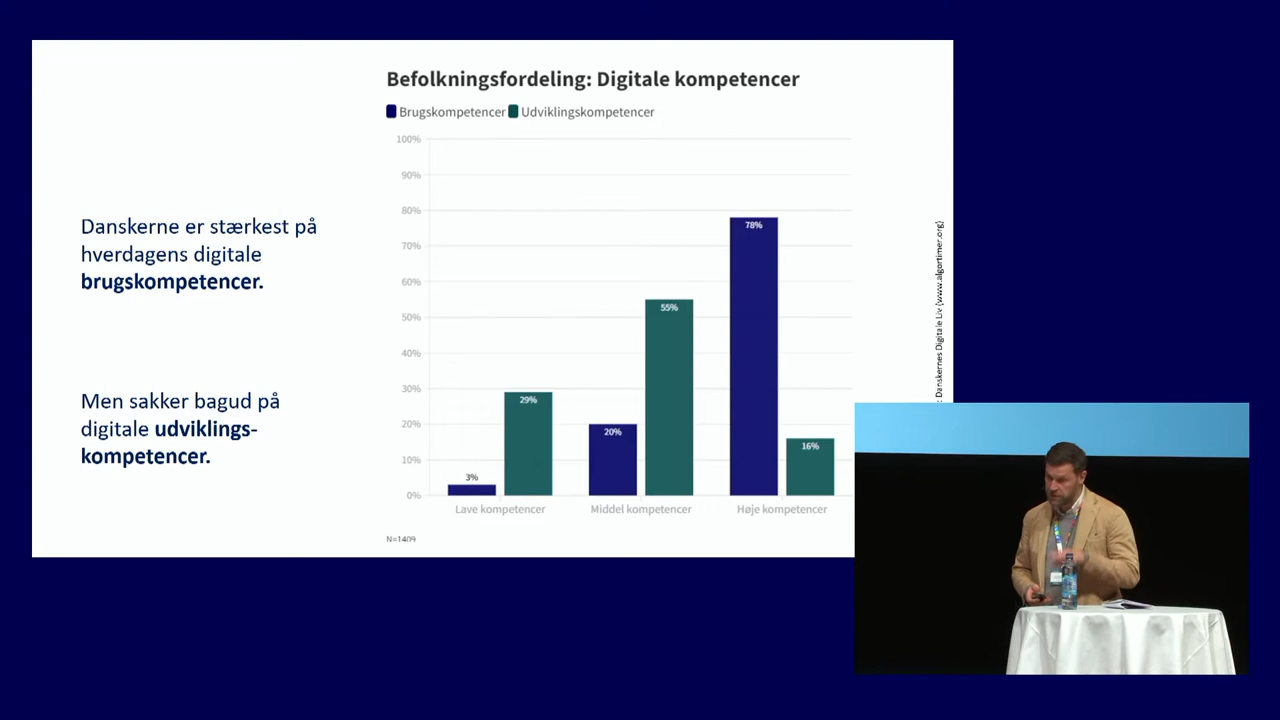 Befolkningsfordeling: Digitale kompetencer
Brugskompetencer Udviklingskompetencer
Danskerne er stærkest på
hverdagens digitale
brugskompetencer.
Men sakker bagud på
digitale udviklings-
kompetencer.
100%
90%
80%
70%
60%
50%
40%
30%
20%
10%
0%
3%
29%
20%
55%
78%
16%
Lave kompetencer
Middel kompetencer
Høje kompetencer
N=1409
: Danskernes Digitale Liv (www.algortimer.org)